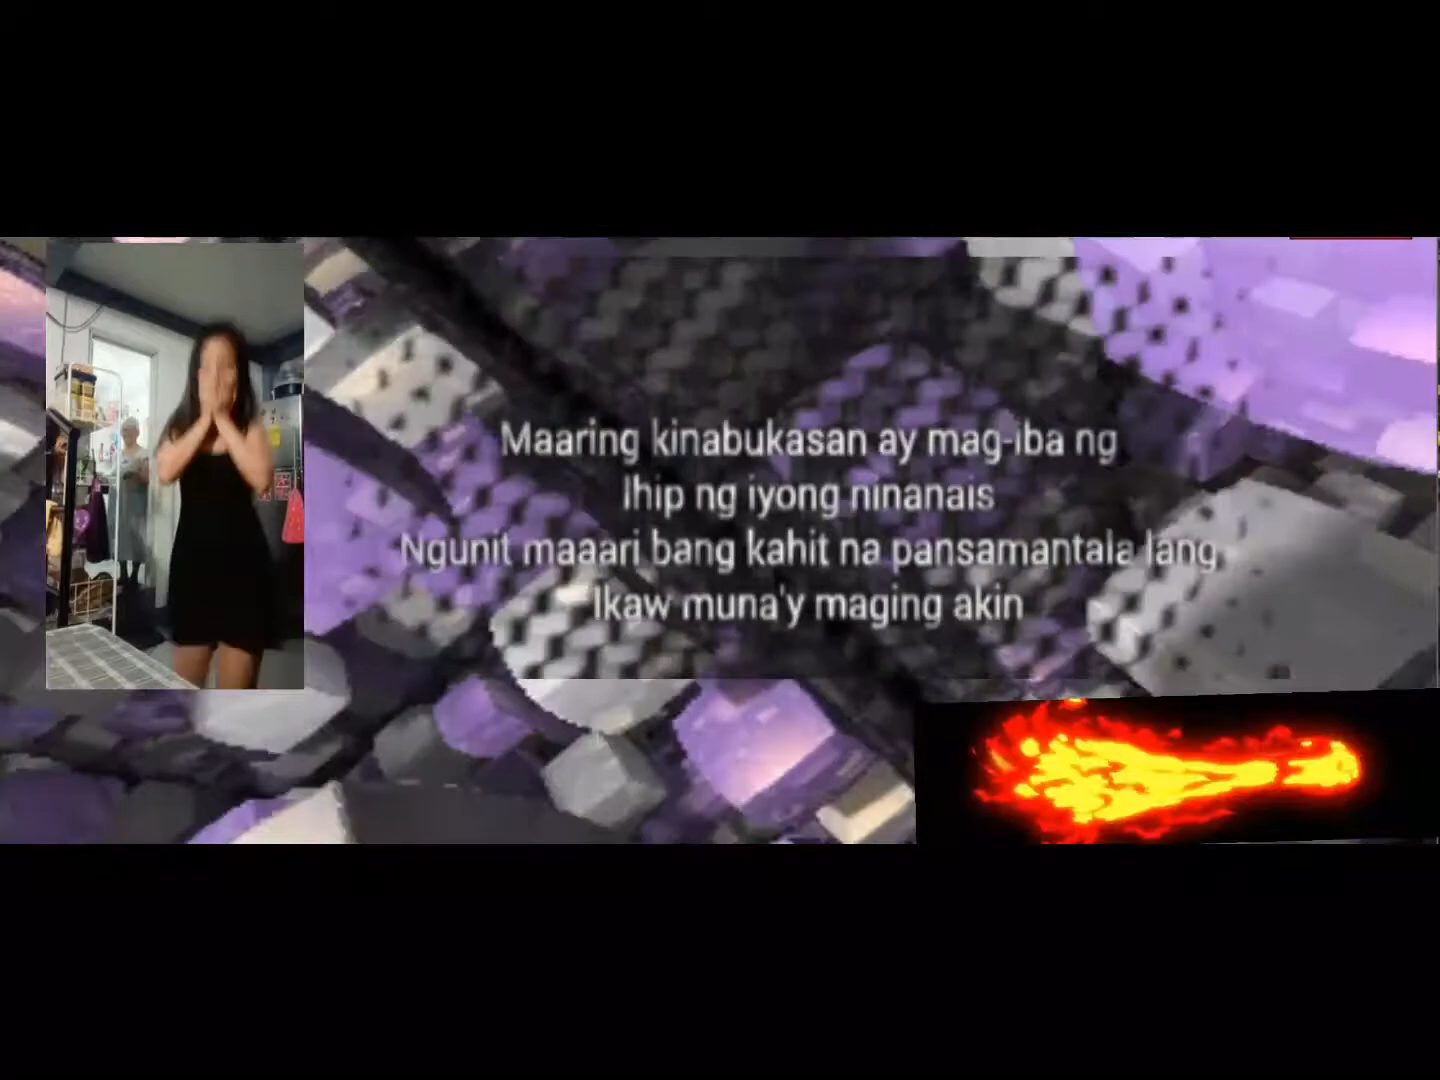 Maaring kinabukasan ay mag-iba ng
Ihip ng iyong ninanais
Ngunit maaari bang kahit na pansamantala lang
Ikaw muna'y maging akin